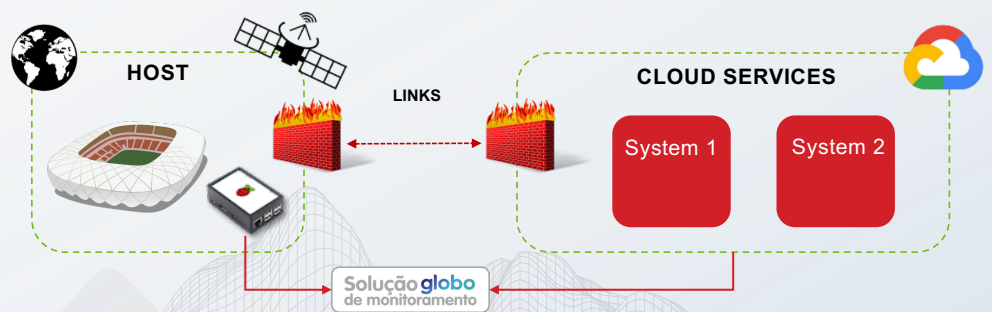 HOST
LINKS
CLOUD SERVICES
System 1
System 2
Solução globo
de monitoramento